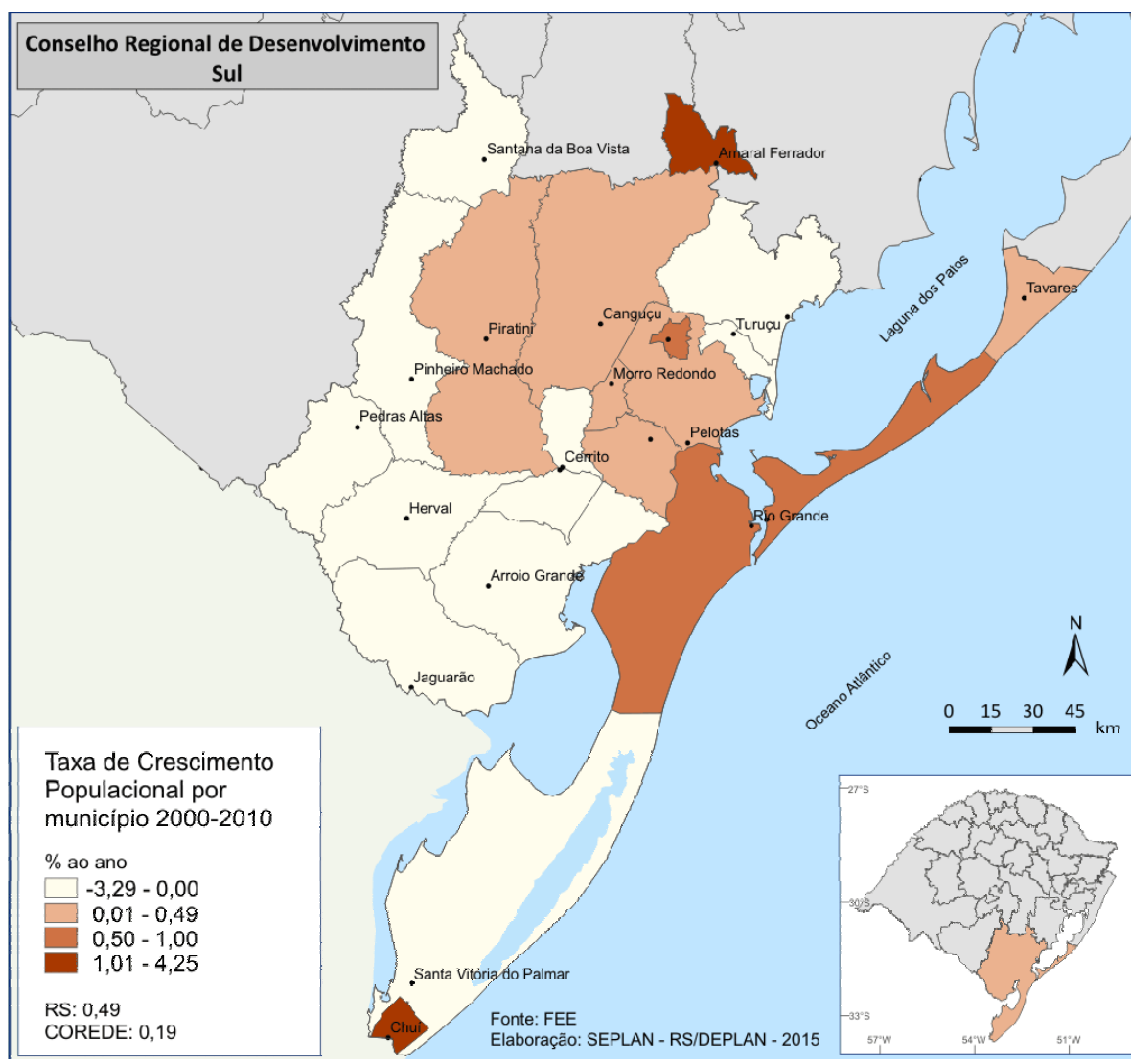 Conselho Regional de Desenvolvimento
Sul
Santana da Boa Vista
Amaral Ferrador
Laguna dos Patos
Tavares
Canguçu
Turuçu
Piratini
Pinheiro Machado
Morro Redondo
Pedras Altas
Pelotas
Cerrito
Herval
Rio Grande
Arroio Grande
Jaguarão
Oceano Atlântico
N
0 15 30 45
km
Taxa de Crescimento
Populacional por
município 2000-2010
% ao ano
-3,29 - 0,00
0,01 - 0,49
0,50 - 1,00
1,01 - 4,25
RS: 0,49
COREDE: 0,19
Santa Vitória do Palmar
Chuí
Fonte: FEE
Elaboração: SEPLAN - RS/DEPLAN - 2015
27°S
30°S
33°S
57°W
54°W
51°W